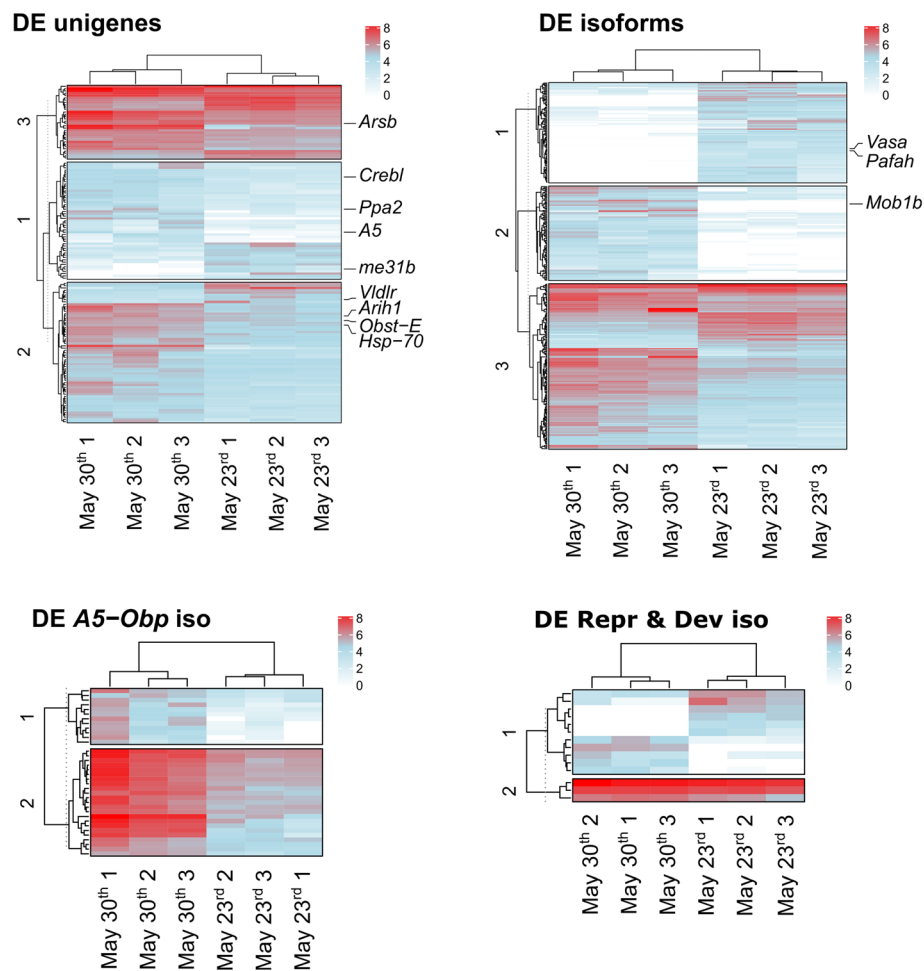 DE unigenes
8
6
4
2
0
3
1
2
Arsb
Crebl
Ppa2
A5
me31b
Vldlr
Arih1
Obst−E
Hsp−70
May 30th 1
May 30th 2
May 30th 3
May 23rd 1
May 23rd 2
May 23rd 3
DE isoforms
8
6
4
2
0
1
2
3
Vasa
Pafah
Mob1b
May 30th 1
May 30th 2
May 30th 3
May 23rd 1
May 23rd 2
May 23rd 3
DE A5−Obp iso
8
6
4
2
0
1
2
May 30th 1
May 30th 2
May 30th 3
May 23rd 2
May 23rd 3
May 23rd 1
DE Repr & Dev iso
8
6
4
2
0
1
2
May 30th 2
May 30th 1
May 30th 3
May 23rd 1
May 23rd 2
May 23rd 3